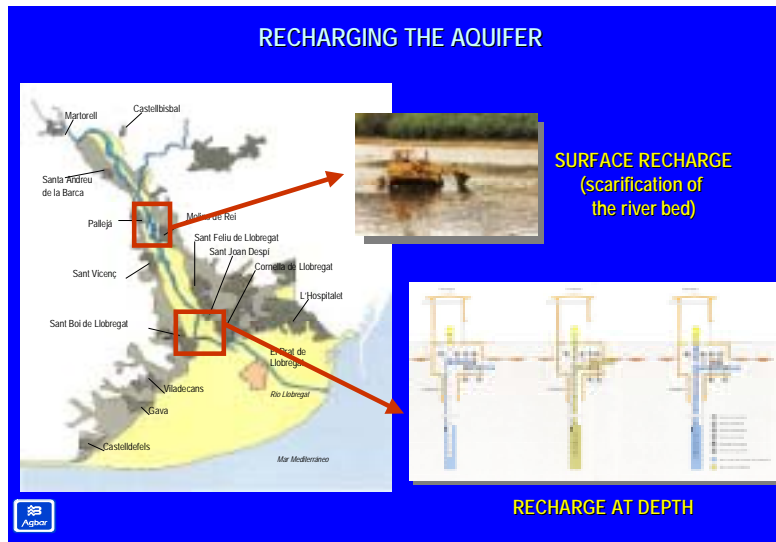 RECHARGING THE AQUIFER
Castellbisbal
Martorell
Santa Andreu
de la Barca
Pallejà
Molins de Rei
Sant Feliu de Llobregat
Sant Joan Despí
Cornellà de Llobregat
Sant Vicenç
L'Hospitalet
Sant Boi de Llobregat
El Prat de
Llobregat
Viladecans
Río Llobregat
Gava
Castelldefels
Mar Mediterráneo
SURFACE RECHARGE
(scarification of
the river bed)
RECHARGE AT DEPTH
Agbar